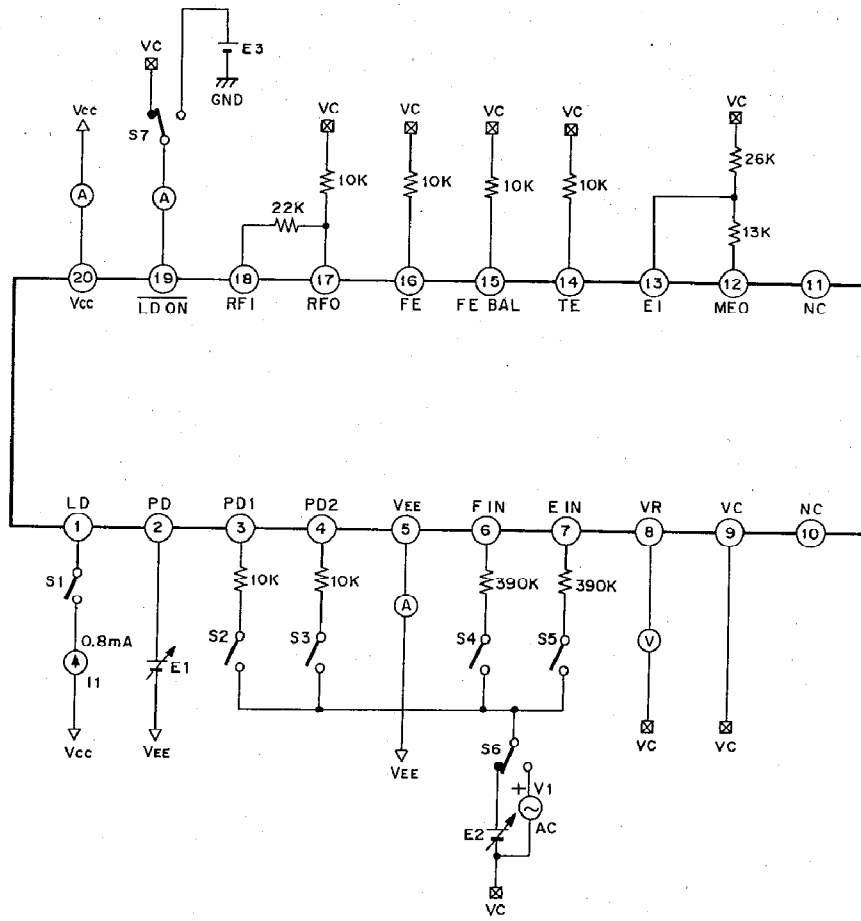 VC
E3
GND
Vcc
S7
A
A
VC
VC
VC
VC
VC
10K
10K
10K
10K
26K
22K
13K
20
19
18
17
16
15
14
13
12
11
Vcc
LD ON
RFI
RFO
FE
FE BAL
TE
EI
MEO
NC
LD
PD
PD1
PD2
VEE
F IN
E IN
VR
VC
NC
1
2
3
4
5
6
7
8
9
10
S1
10K
10K
A
390K
390K
0.8mA
I1
E1
S2
S3
S4
S5
V
Vcc
VEE
VEE
S6
VC
VC
+
V1
E2
AC
VC